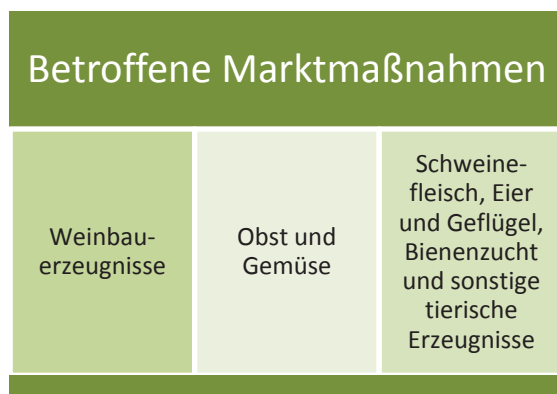 Betroffene Marktmaßnahmen
Weinbau-
erzeugnisse
Obst und
Gemüse
Schweine-
fleisch, Eier
und Geflügel,
Bienenzucht
und sonstige
tierische
Erzeugnisse